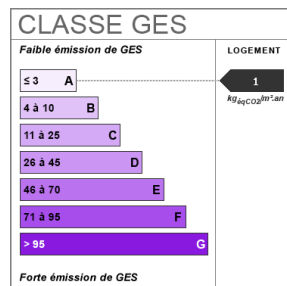 CLASSE GES
Faible émission de GES
LOGEMENT
≤ 3 A
1
kgéqCO2/m².an
4 à 10 B
11 à 25 C
26 à 45 D
46 à 70 E
71 à 95 F
> 95 G
Forte émission de GES